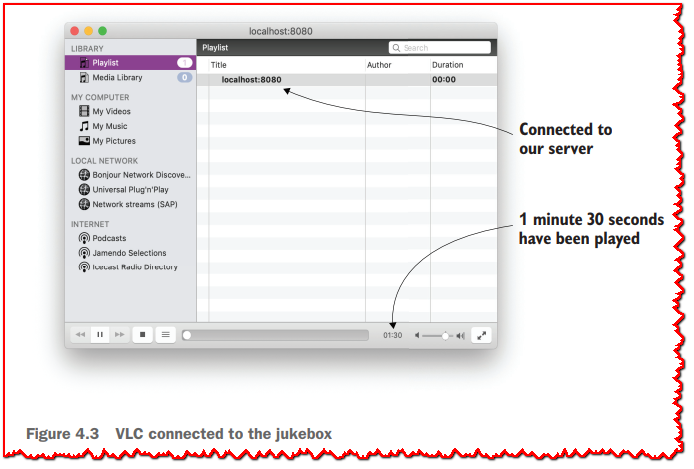 localhost:8080
LIBRARY
Playlist
1
Media Library
0
MY COMPUTER
My Videos
My Music
My Pictures
LOCAL NETWORK
Bonjour Network Discove...
Universal Plug'n'Play
Network streams (SAP)
INTERNET
Podcasts
Jamendo Selections
Icecast Radio Directory
Playlist
Search
Title Author Duration
localhost:8080 00:00
01:30
Connected to
our server
1 minute 30 seconds
have been played
Figure 4.3 VLC connected to the jukebox